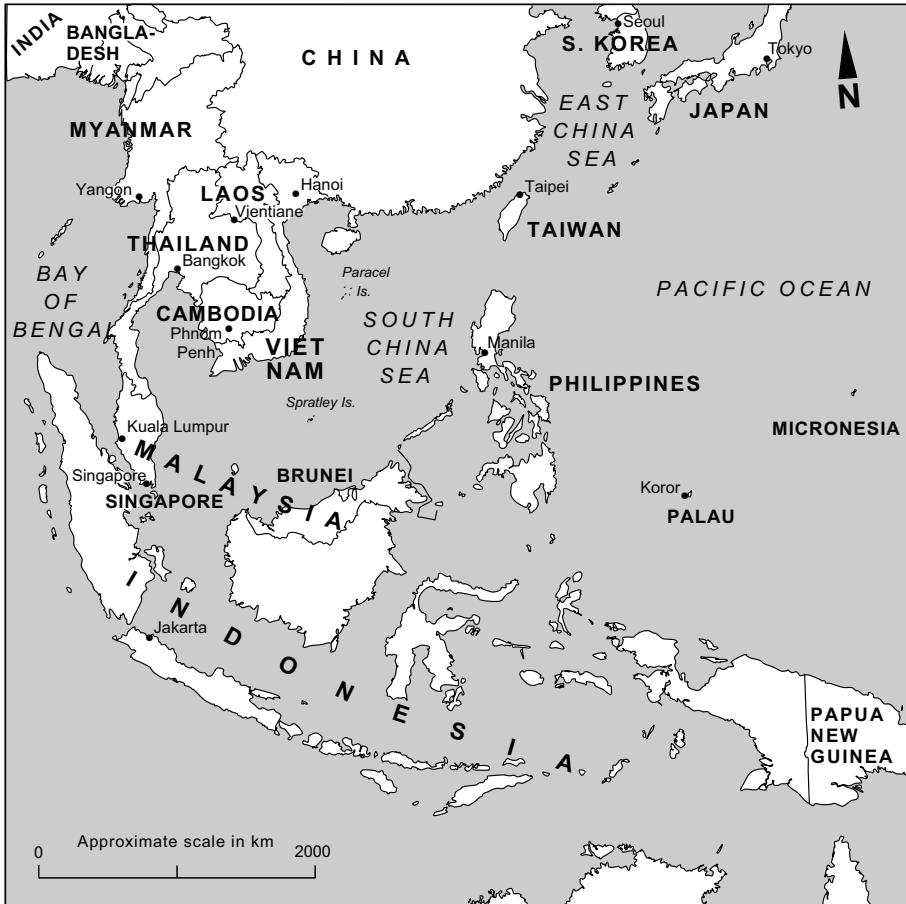 INDIA
BANGLA-
DESH
CHINA
Seoul
S. KOREA
Tokyo
JAPAN
N
EAST
CHINA
SEA
MYANMAR
Yangon
LAOS
Hanoi
Vientiane
THAILAND
Bangkok
Taipei
TAIWAN
BAY
OF
BENGAL
Paracel
Is.
PACIFIC OCEAN
CAMBODIA
Phnom
Penh
VIET
NAM
SOUTH
CHINA
SEA
Manila
PHILIPPINES
Spratley Is.
Kuala Lumpur
MALAYSIA
MICRONESIA
Singapore
SINGAPORE
BRUNEI
Koror
PALAU
INDONESIA
Jakarta
PAPUA
NEW
GUINEA
Approximate scale in km
0 2000